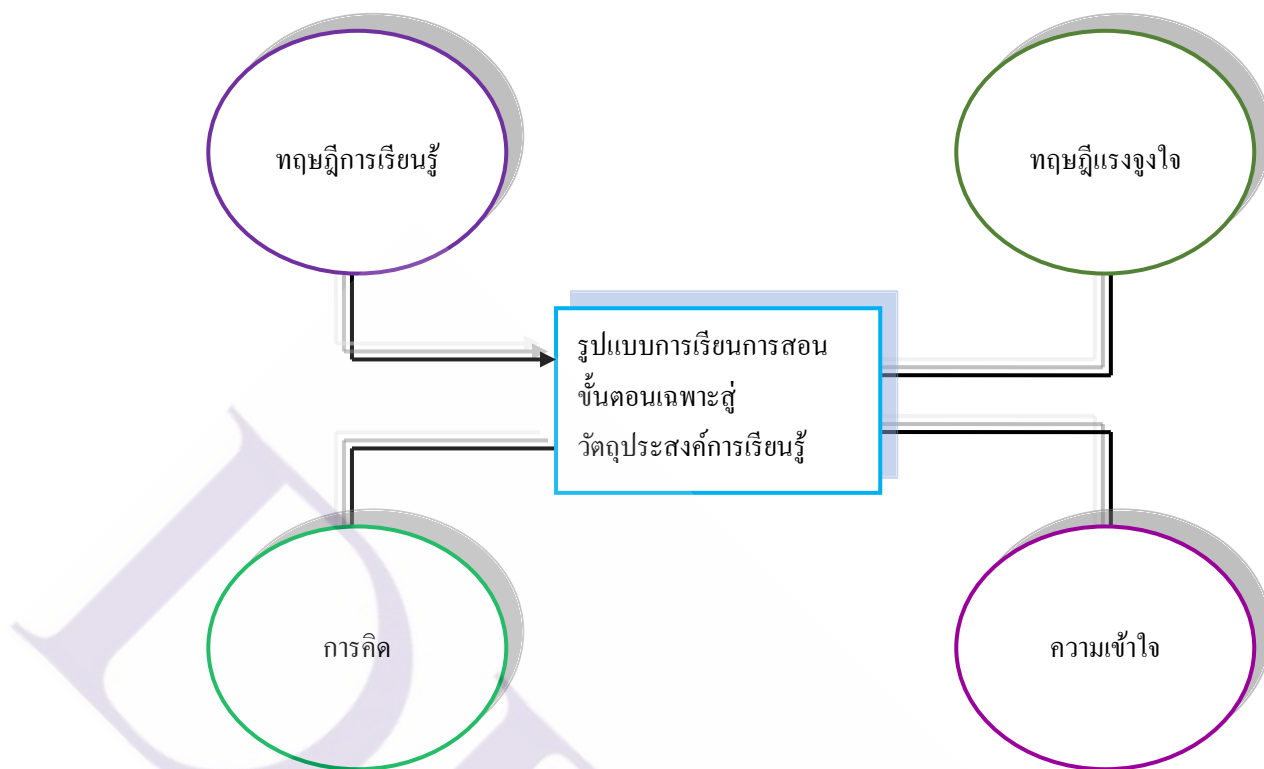 ทฤษฎีการเรียนรู้
ทฤษฎีแรงจูงใจ
รูปแบบการเรียนการสอน
ขั้นตอนเฉพาะสู่
วัตถุประสงค์การเรียนรู้
การคิด
ความเข้าใจ